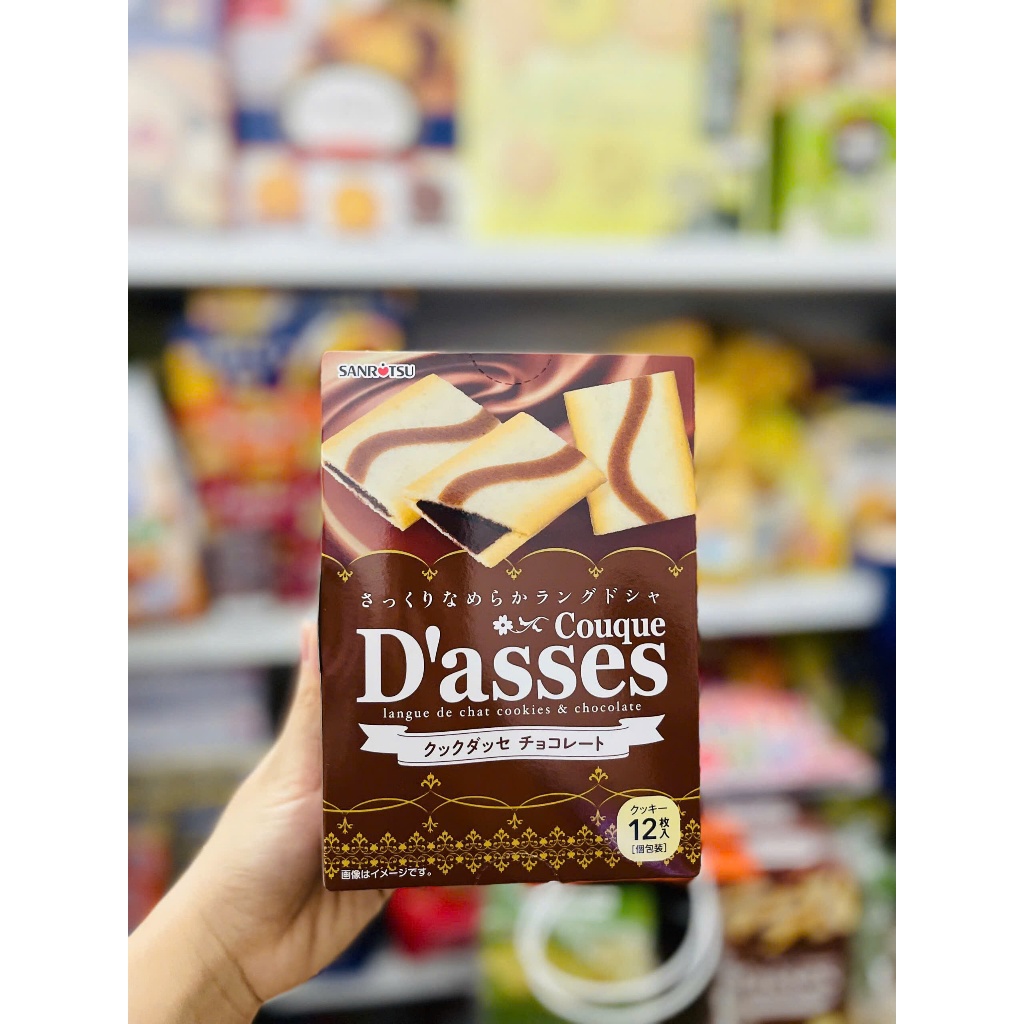 SANROTSU
さっくりなめらかラングドシャ
Couque
D'asses
langue de chat cookies & chocolate
クックダッセ チョコレート
クッキー
12枚入
[個包装]
画像はイメージです。